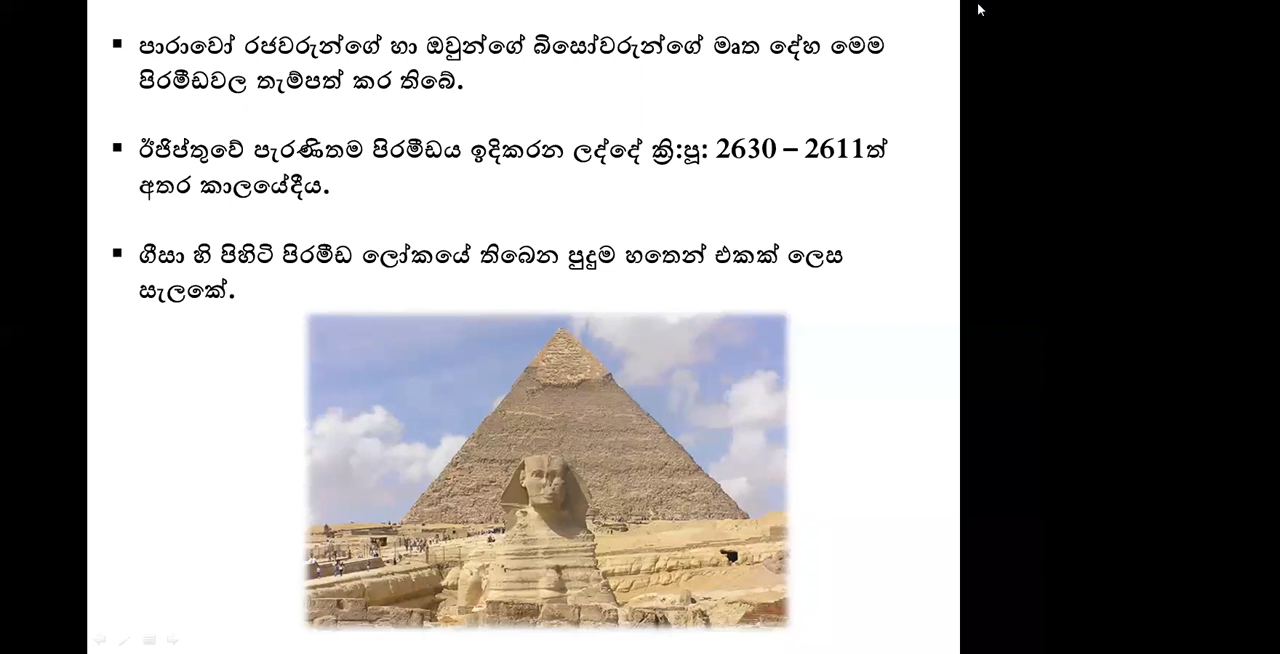 ▪ පාරාවෝ රජවරුන්ගේ හා ඔවුන්ගේ බිසෝවරුන්ගේ මෘත දේහ මෙම
පිරමීඩවල තැම්පත් කර තිබේ.
▪ ඊජිප්තුවේ පැරණිතම පිරමීඩය ඉදිකරන ලද්දේ ක්‍රි:පූ: 2630 – 2611ත්
අතර කාලයේදීය.
▪ ගීසා හි පිහිටි පිරමීඩ ලෝකයේ තිබෙන පුදුම හතෙන් එකක් ලෙස
සැලකේ.